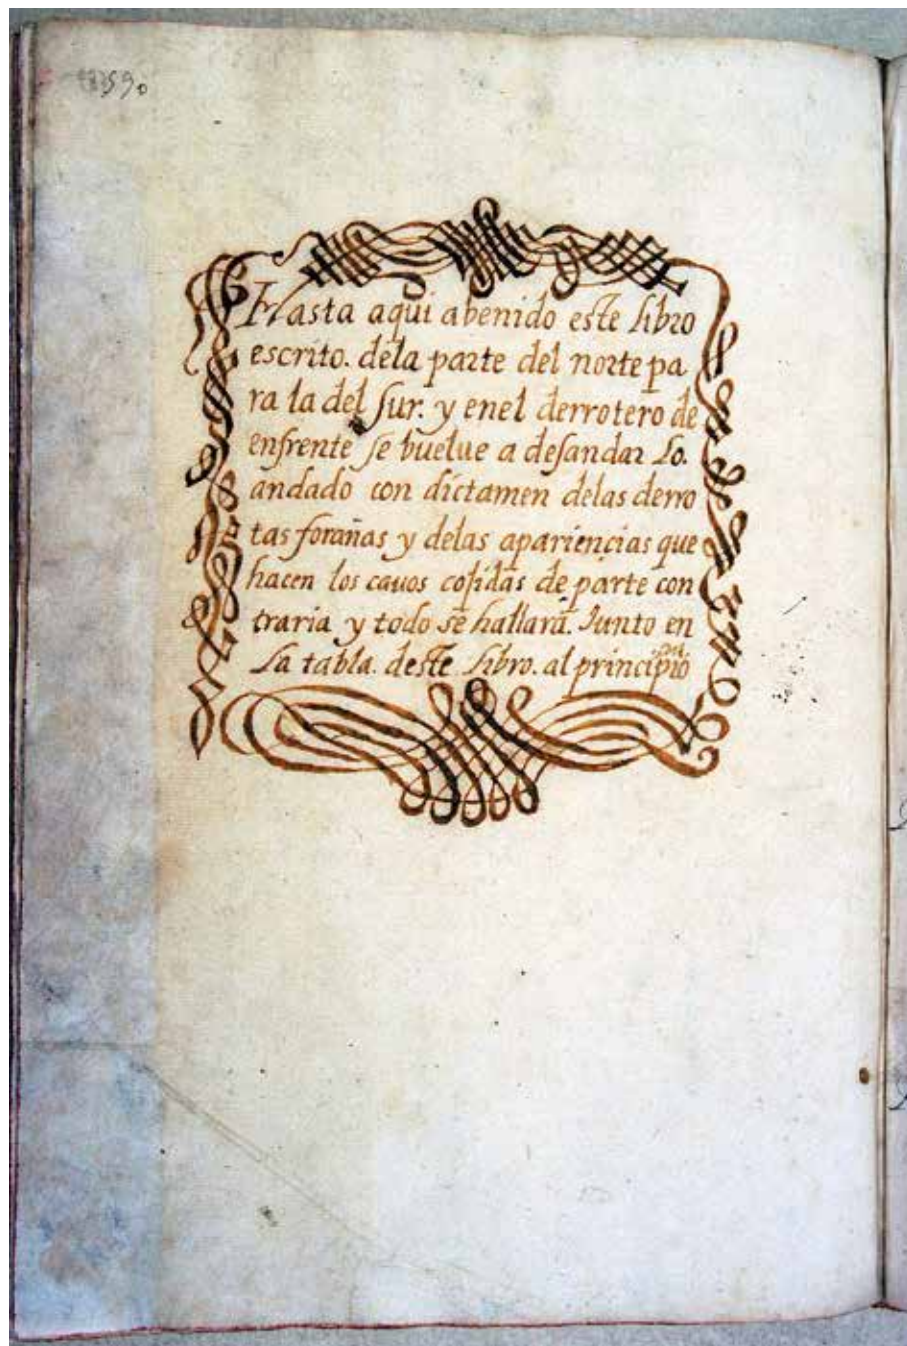 Hasta aqui abenido este libro
escrito. dela parte del norte pa
ra la del sur. y enel derrotero de
enfrente se buelue a desandar Lo.
andado con dictamen delas derro
tas forañas y delas apariencias que
hacen los cauos cosidas de parte con
traria y todo se hallarà. Junto en
La tabla. deste Libro. al principio